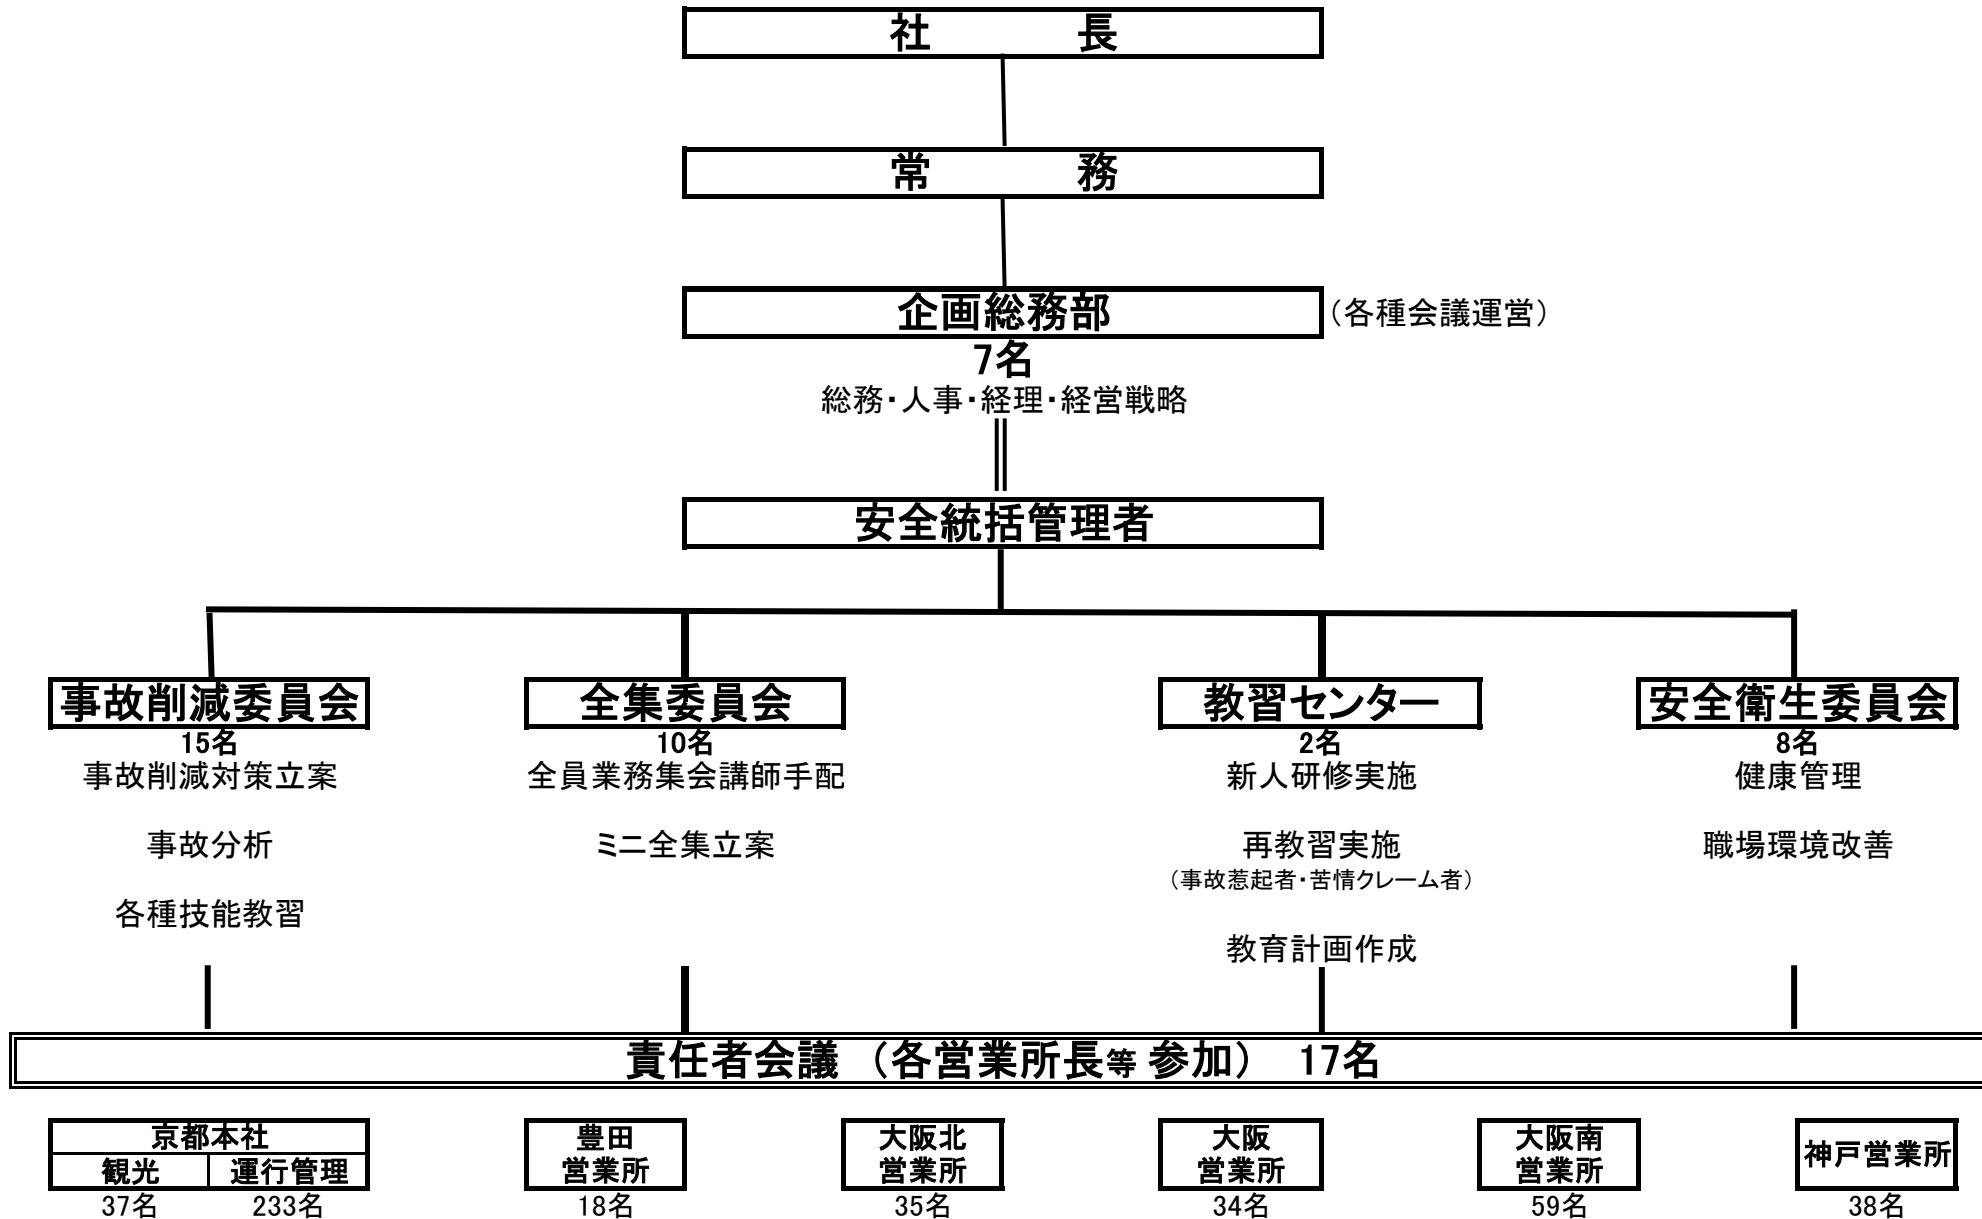 社長
常務
企画総務部 （各種会議運営）
7名
総務・人事・経理・経営戦略
安全統括管理者
事故削減委員会 全集委員会 教習センター 安全衛生委員会
15名 10名 2名 8名
事故削減対策立案 全員業務集会講師手配 新人研修実施 健康管理
事故分析 ミニ全集立案 再教習実施 職場環境改善
（事故惹起者・苦情クレーム者）
各種技能教習
教育計画作成
責任者会議 （各営業所長等 参加） 17名
京都本社 豊田 大阪北 大阪 大阪南 神戸営業所
観光 運行管理 営業所 営業所 営業所 営業所
37名 233名 18名 35名 34名 59名 38名